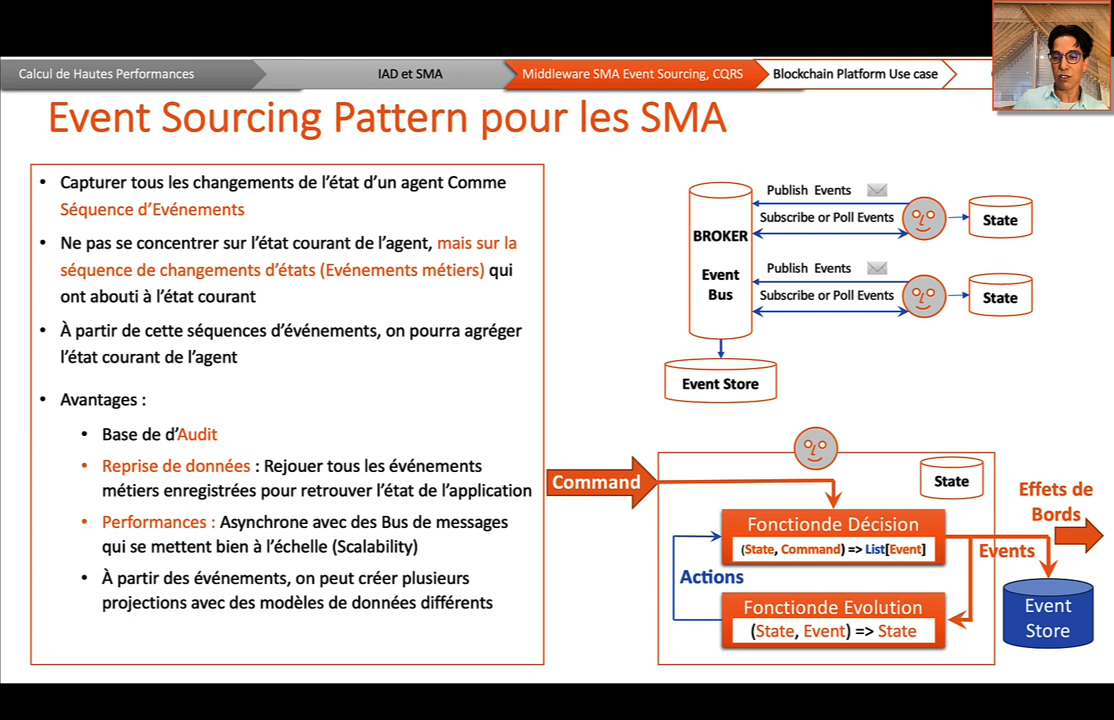 Calcul de Hautes Performances
IAD et SMA
Middleware SMA Event Sourcing, CQRS
Blockchain Platform Use case
Event Sourcing Pattern pour les SMA
• Capturer tous les changements de l’état d’un agent Comme
Séquence d’Evénements
• Ne pas se concentrer sur l’état courant de l’agent, mais sur la
séquence de changements d’états (Evénements métiers) qui
ont abouti à l’état courant
• À partir de cette séquences d’événements, on pourra agréger
l’état courant de l’agent
• Avantages :
• Base de d’Audit
• Reprise de données : Rejouer tous les événements
métiers enregistrées pour retrouver l’état de l’application
• Performances : Asynchrone avec des Bus de messages
qui se mettent bien à l’échelle (Scalability)
• À partir des événements, on peut créer plusieurs
projections avec des modèles de données différents
BROKER
Event
Bus
Publish Events
Subscribe or Poll Events
State
Publish Events
Subscribe or Poll Events
State
Event Store
Command
State
Fonctionde Décision
(State, Command) => List[Event]
Actions
Fonctionde Evolution
(State, Event) => State
Effets de
Bords
Events
Event
Store